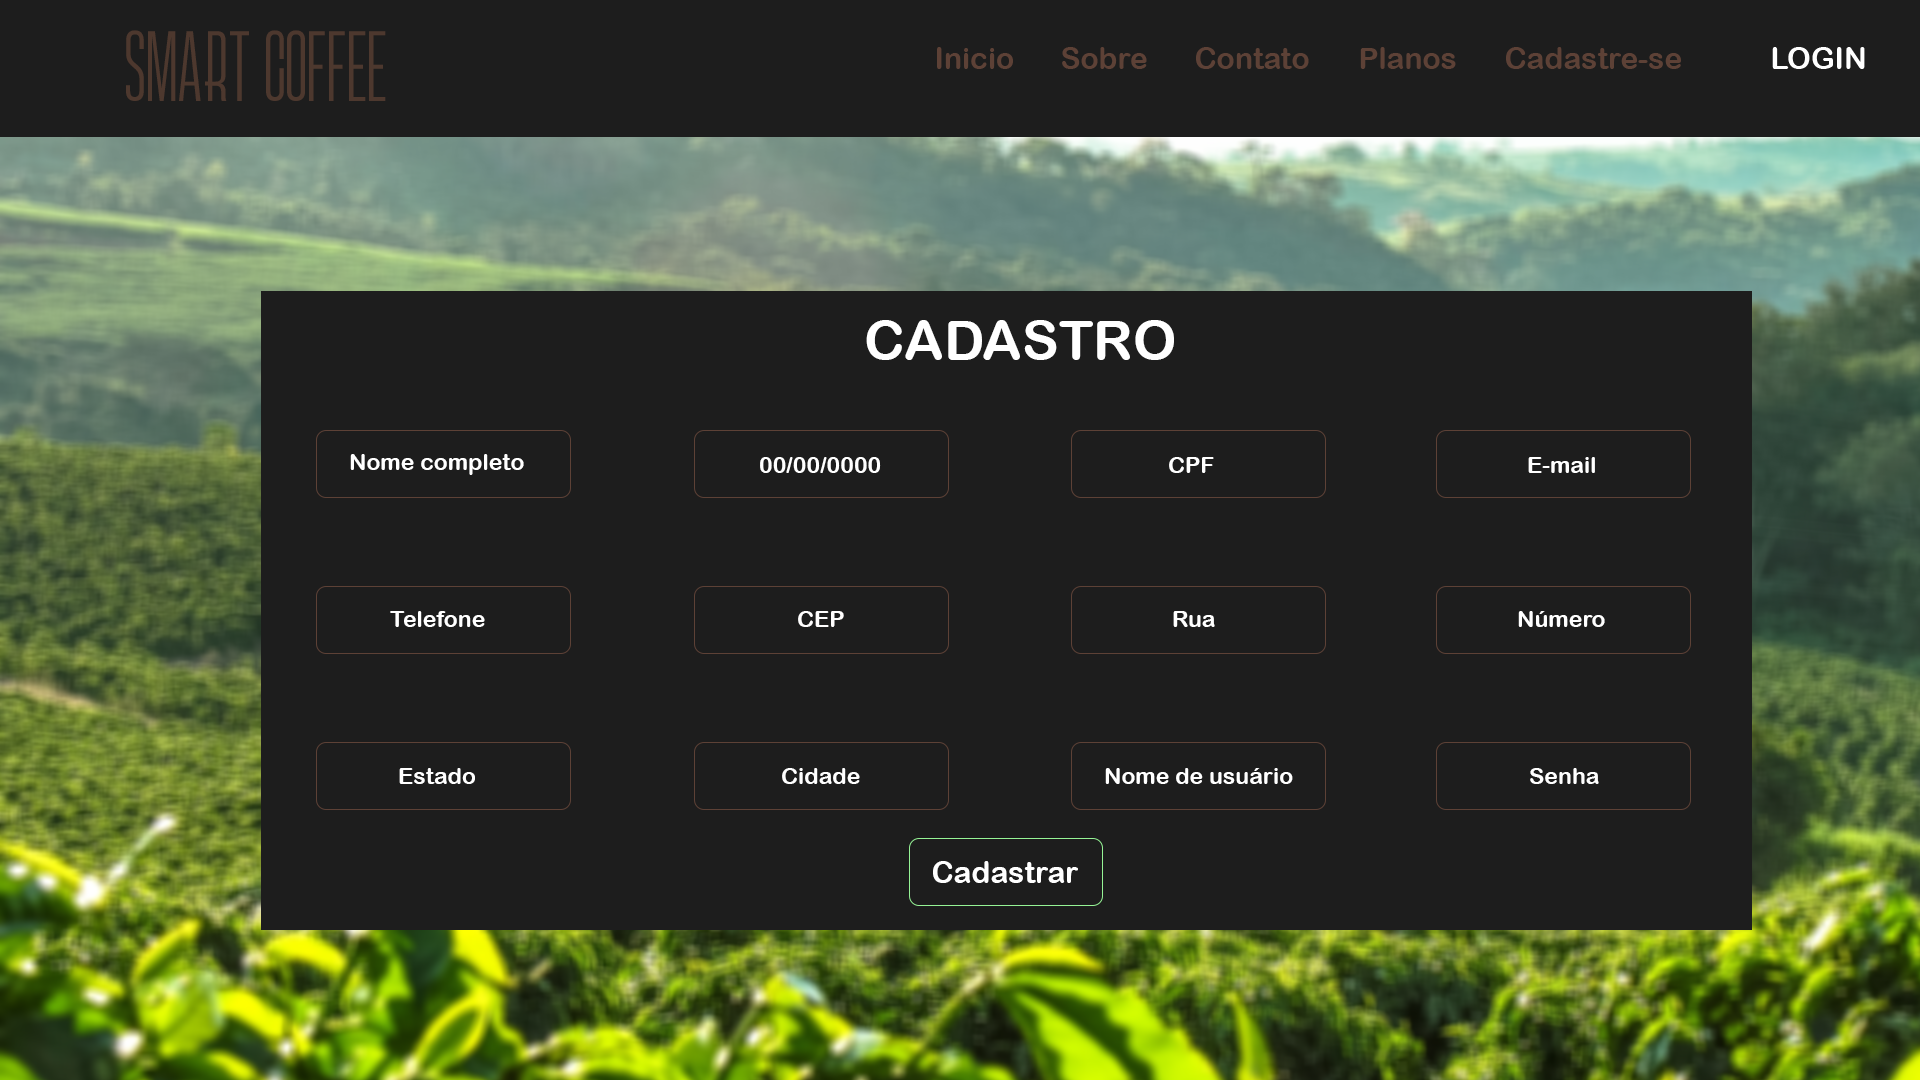 SMART COFFEE
Inicio Sobre Contato Planos Cadastre-se LOGIN
CADASTRO
Nome completo 00/00/0000 CPF E-mail
Telefone CEP Rua Número
Estado Cidade Nome de usuário Senha
Cadastrar